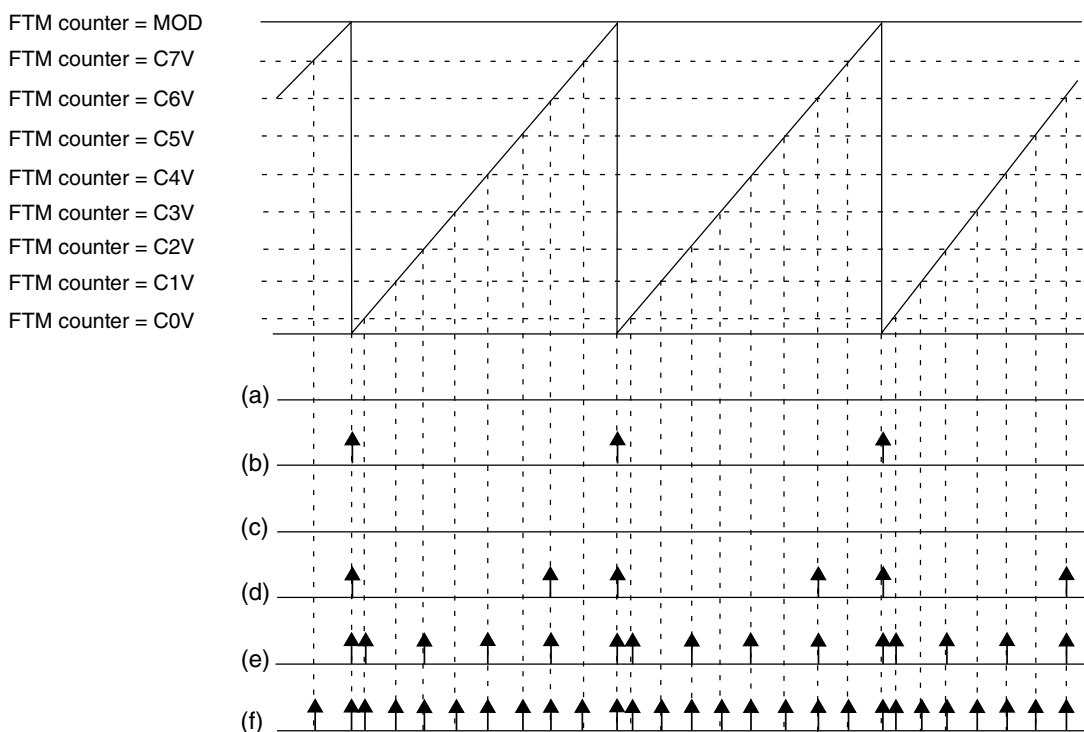 FTM counter = MOD
FTM counter = C7V
FTM counter = C6V
FTM counter = C5V
FTM counter = C4V
FTM counter = C3V
FTM counter = C2V
FTM counter = C1V
FTM counter = C0V
(a)
(b)
(c)
(d)
(e)
(f)